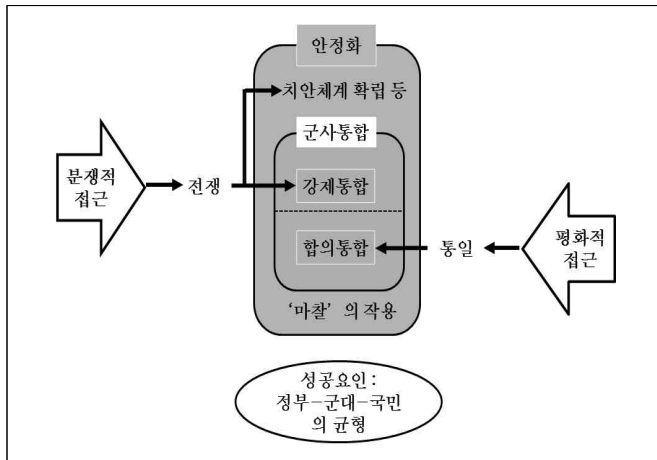 안정화
치안체계 확립 등
군사통합
분쟁적
접근
전쟁
강제통합
합의통합
통일
평화적
접근
‘마찰’ 의 작용
성공요인 :
정부－군대－국민
의 균형